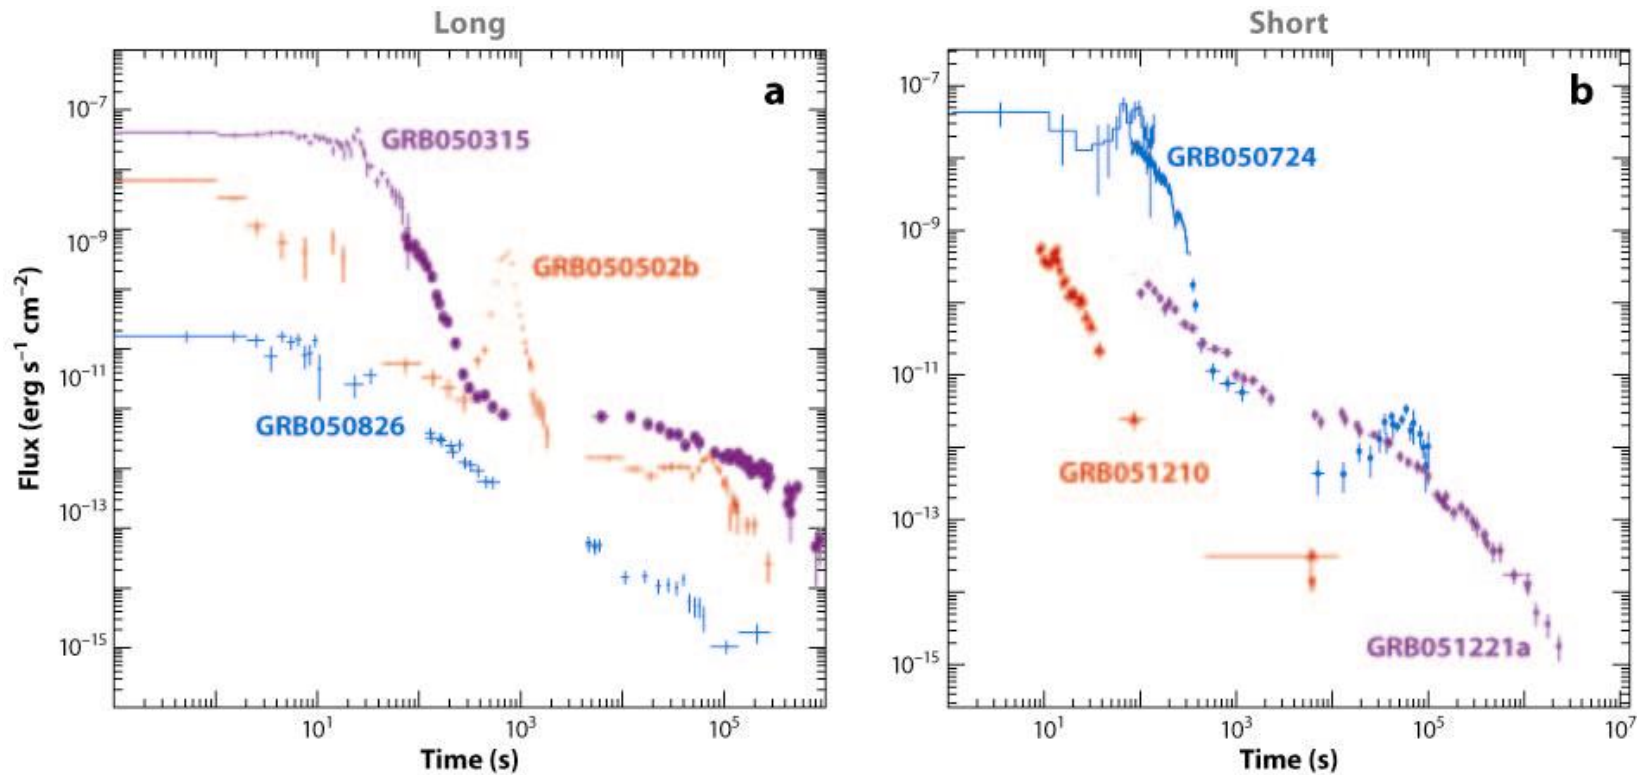 Long
Short
a
b
10⁻⁷
10⁻⁹
10⁻¹¹
10⁻¹³
10⁻¹⁵
Flux (erg s⁻¹ cm⁻²)
GRB050315
GRB050502b
GRB050826
10¹
10³
10⁵
Time (s)
10⁻⁷
10⁻⁹
10⁻¹¹
10⁻¹³
10⁻¹⁵
GRB050724
GRB051210
GRB051221a
10¹
10³
10⁵
10⁷
Time (s)